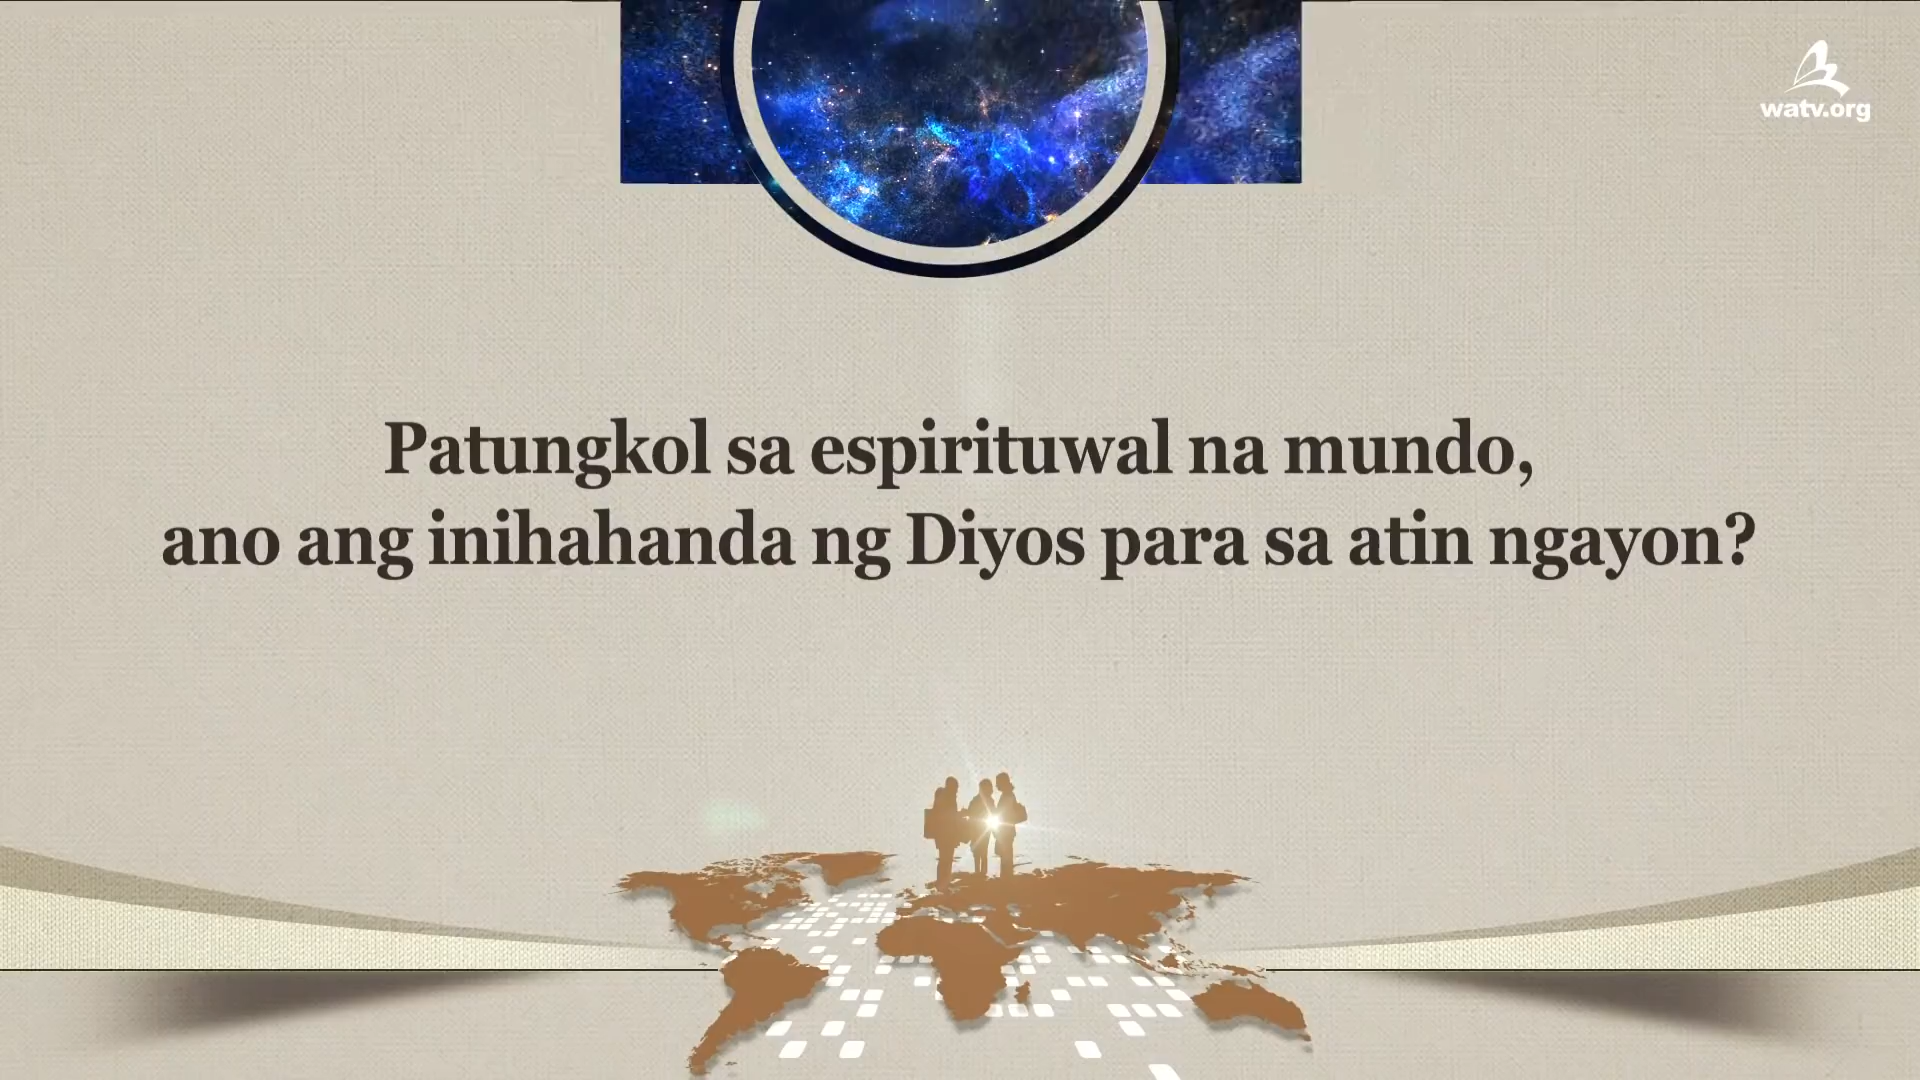 watv.org
Patungkol sa espirituwal na mundo,
ano ang inihahanda ng Diyos para sa atin ngayon?